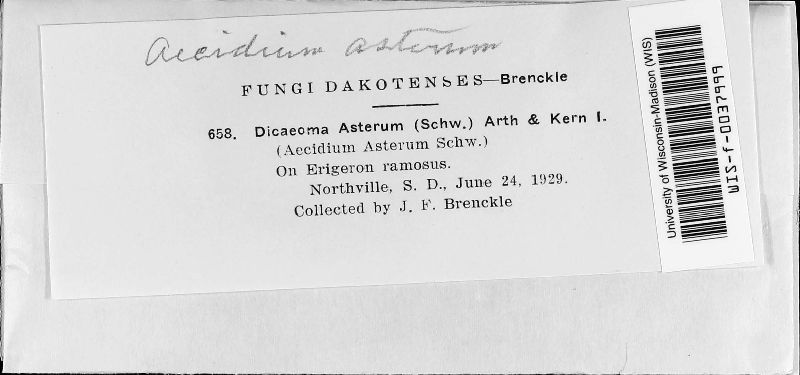 Aecidium asterum
FUNGI DAKOTENSES—Brenckle
658. Dicaeoma Asterum (Schw.) Arth & Kern I.
(Aecidium Asterum Schw.)
On Erigeron ramosus.
Northville, S. D., June 24, 1929.
Collected by J. F. Brenckle
University of Wisconsin-Madison (WIS)
WIS-f-0037999